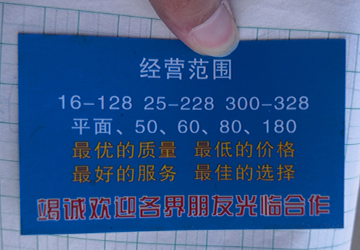 经营范围
16-128 25-228 300-328
平面、50、60、80、180
最优的质量 最低的价格
最好的服务 最佳的选择
竭诚欢迎各界朋友光临合作